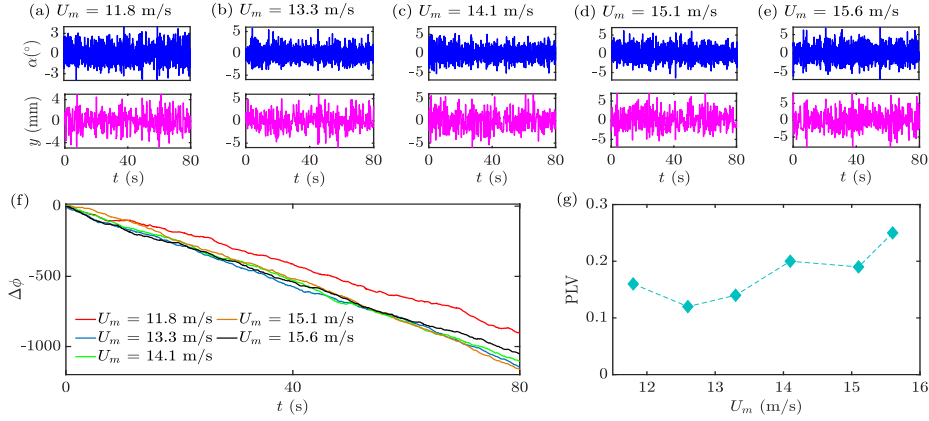 (a) U_m = 11.8 m/s
(b) U_m = 13.3 m/s
(c) U_m = 14.1 m/s
(d) U_m = 15.1 m/s
(e) U_m = 15.6 m/s
α(°)
3
0
-3
5
0
-5
5
0
-5
5
0
-5
5
0
-5
y (mm)
4
0
-4
5
0
-5
5
0
-5
5
0
-5
5
0
-5
0 40 80
0 40 80
0 40 80
0 40 80
0 40 80
t (s)
t (s)
t (s)
t (s)
t (s)
(f)
Δϕ
0
-500
-1000
U_m = 11.8 m/s
U_m = 13.3 m/s
U_m = 14.1 m/s
U_m = 15.1 m/s
U_m = 15.6 m/s
0 40 80
t (s)
(g)
PLV
0.3
0.2
0.1
0
12 13 14 15 16
U_m (m/s)